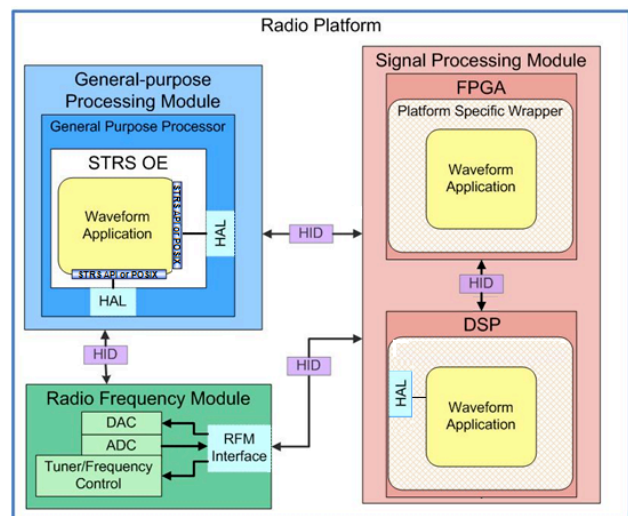 Radio Platform
General-purpose
Processing Module
General Purpose Processor
STRS OE
Waveform
Application
STRS API or POSIX
STRS API or POSIX
HAL
HAL
HID
HID
Radio Frequency Module
DAC
ADC
Tuner/Frequency
Control
RFM
Interface
HID
Signal Processing Module
FPGA
Platform Specific Wrapper
Waveform
Application
HID
DSP
HAL
Waveform
Application